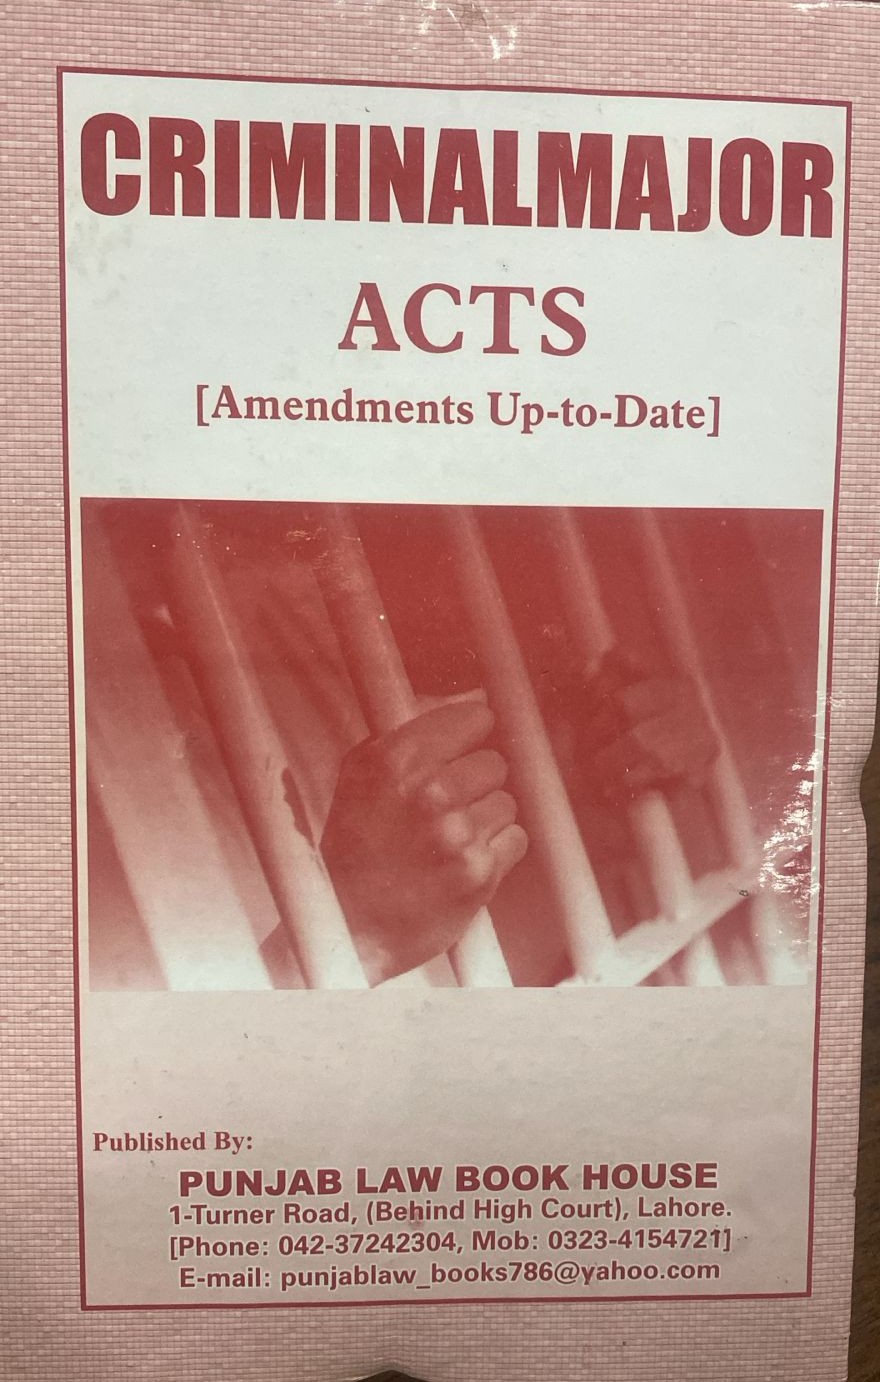 CRIMINALMAJOR
ACTS
[Amendments Up-to-Date]
Published By:
PUNJAB LAW BOOK HOUSE
1-Turner Road, (Behind High Court), Lahore.
[Phone: 042-37242304, Mob: 0323-4154721]
E-mail: punjablaw_books786@yahoo.com